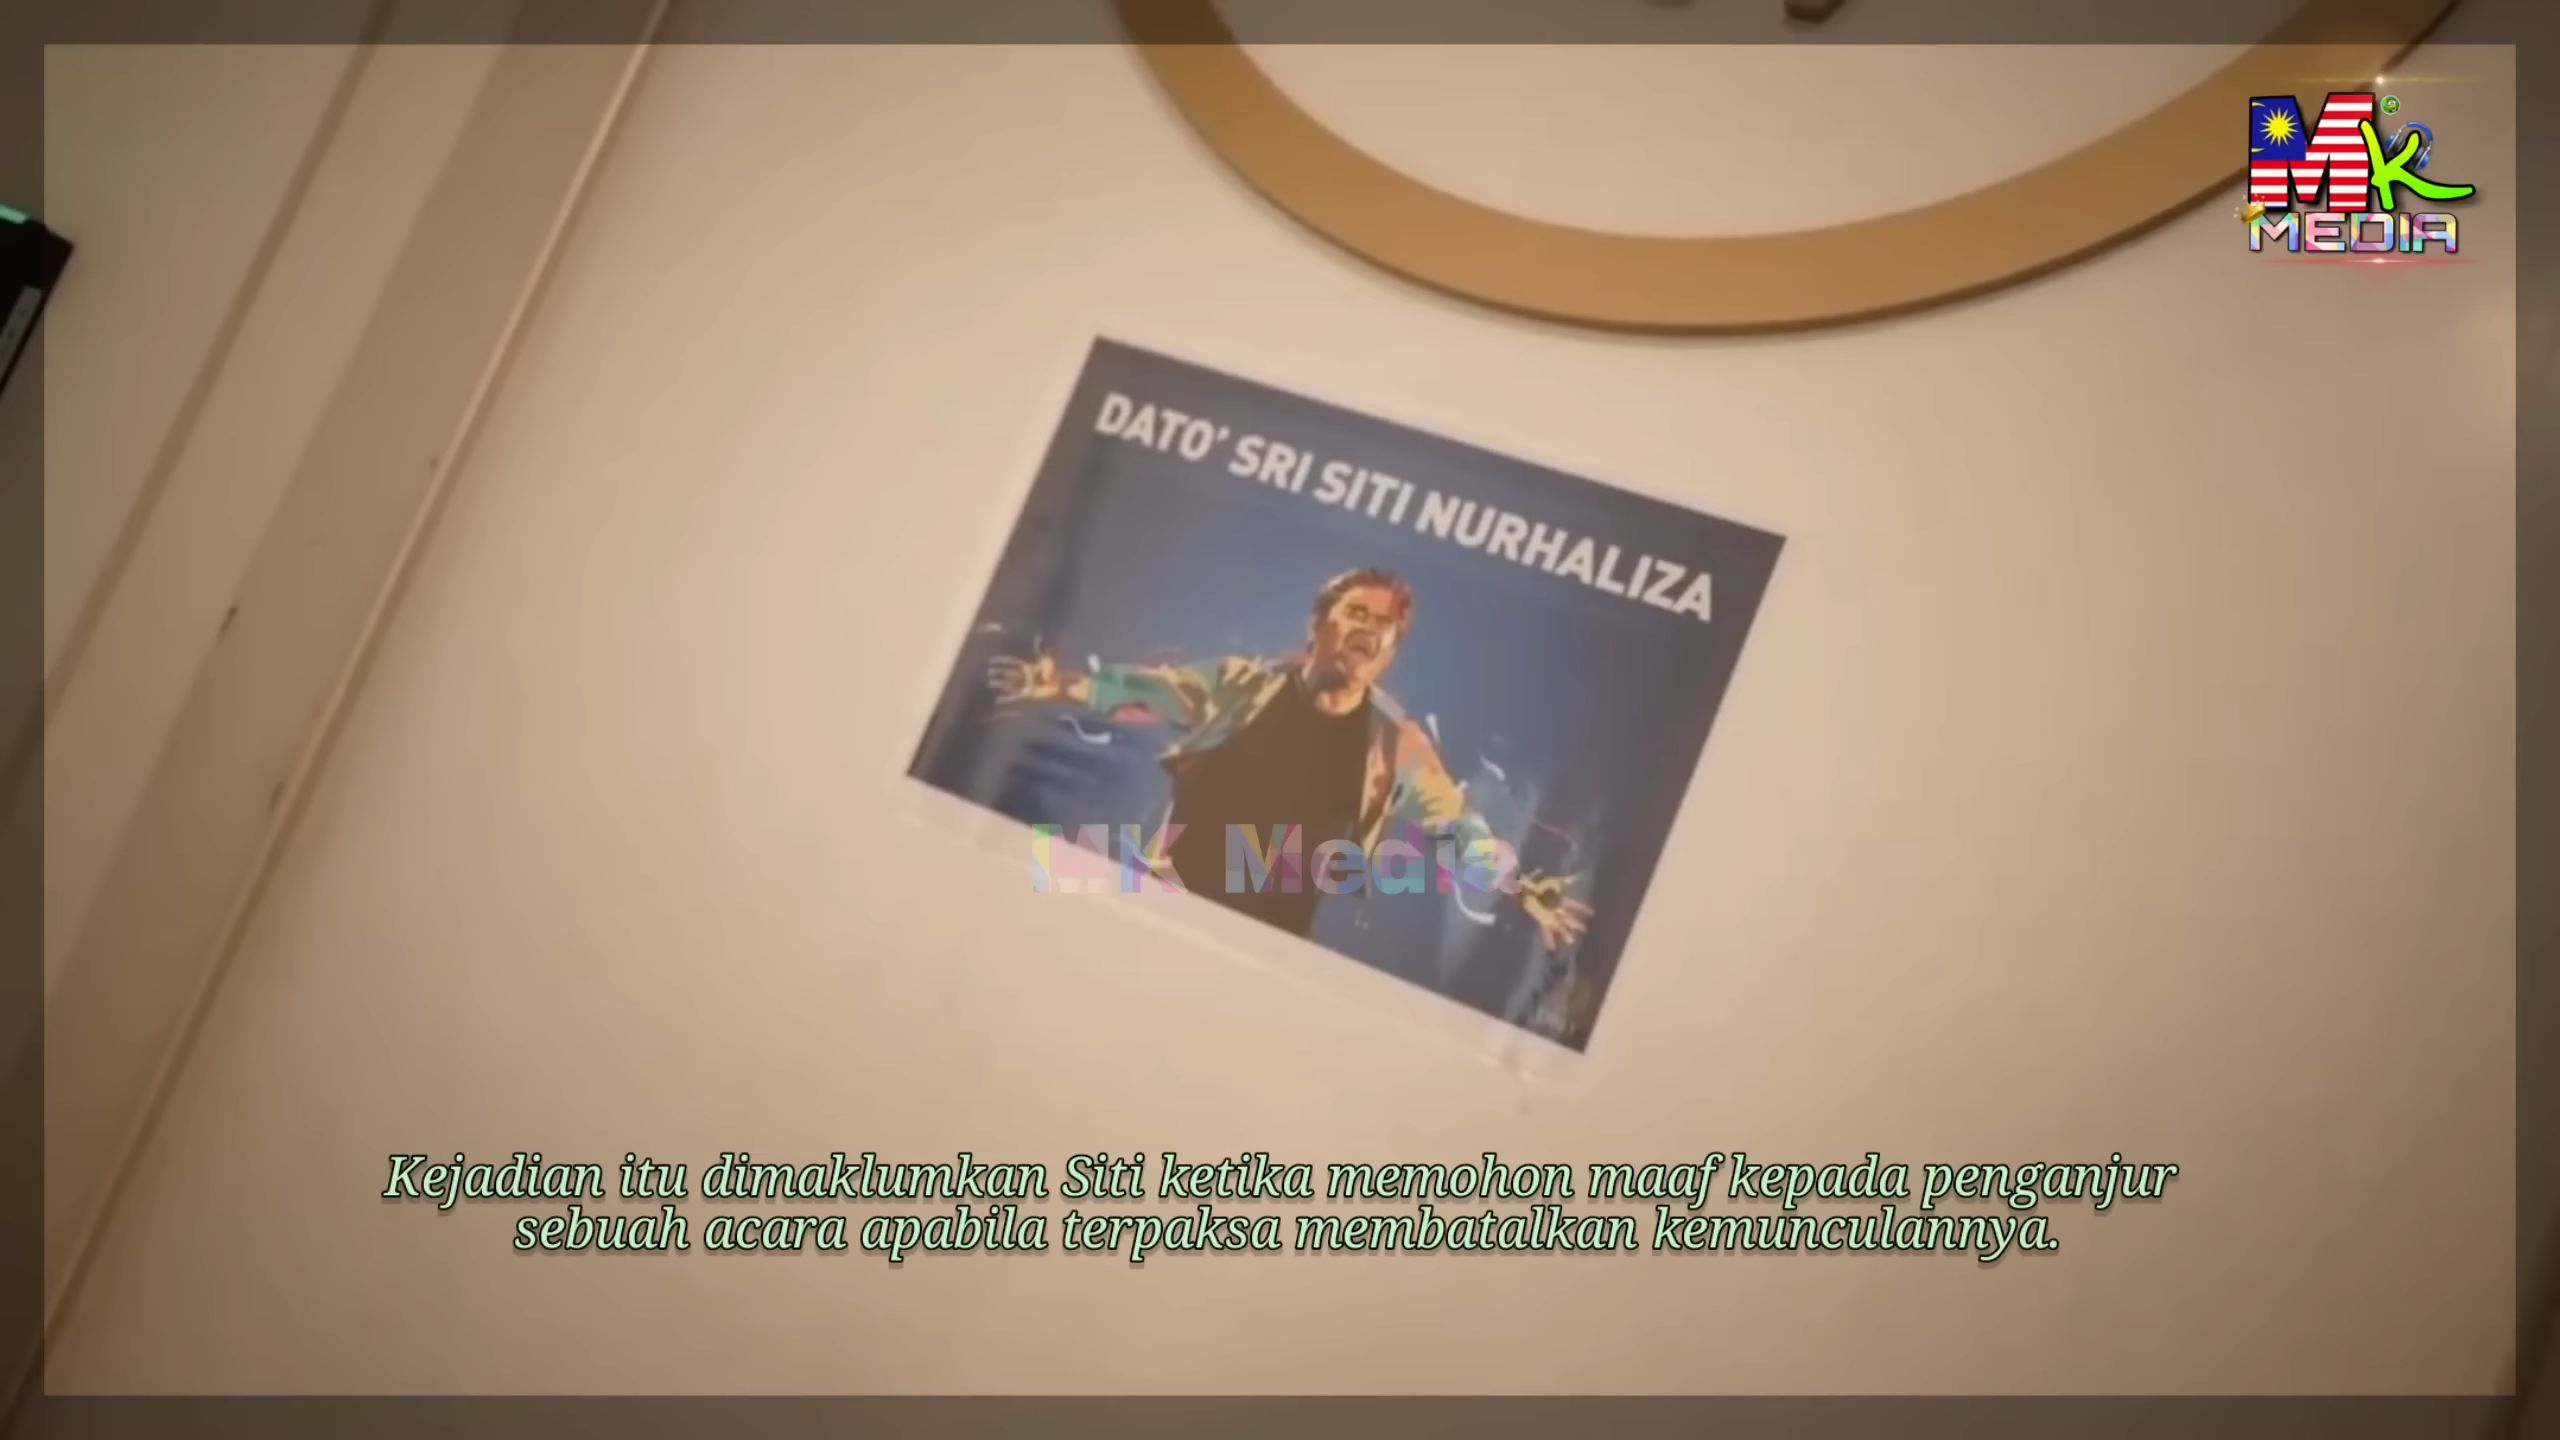 MK
MEDIA
DATO' SRI SITI NURHALIZA
MK Media
Kejadian itu dimaklumkan Siti ketika memohon maaf kepada penganjur
sebuah acara apabila terpaksa membatalkan kemunculannya.